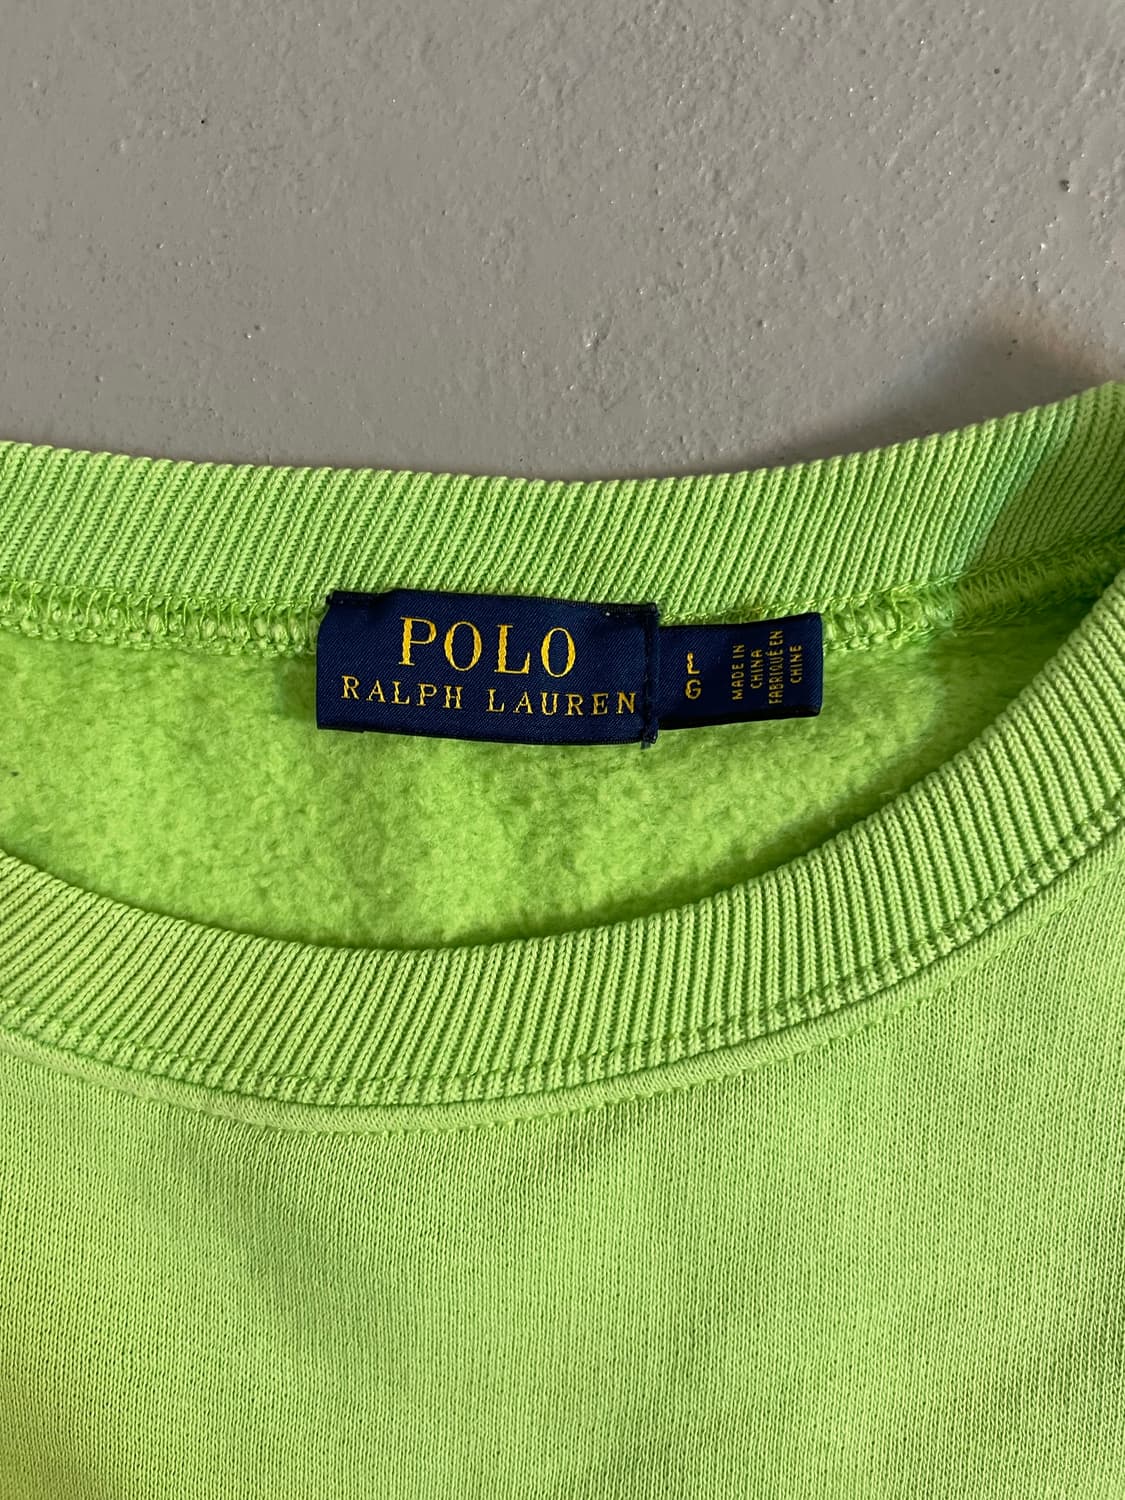 POLO
RALPH LAUREN
L
G
MADE IN
CHINA
FABRIQUÉ EN
CHINE